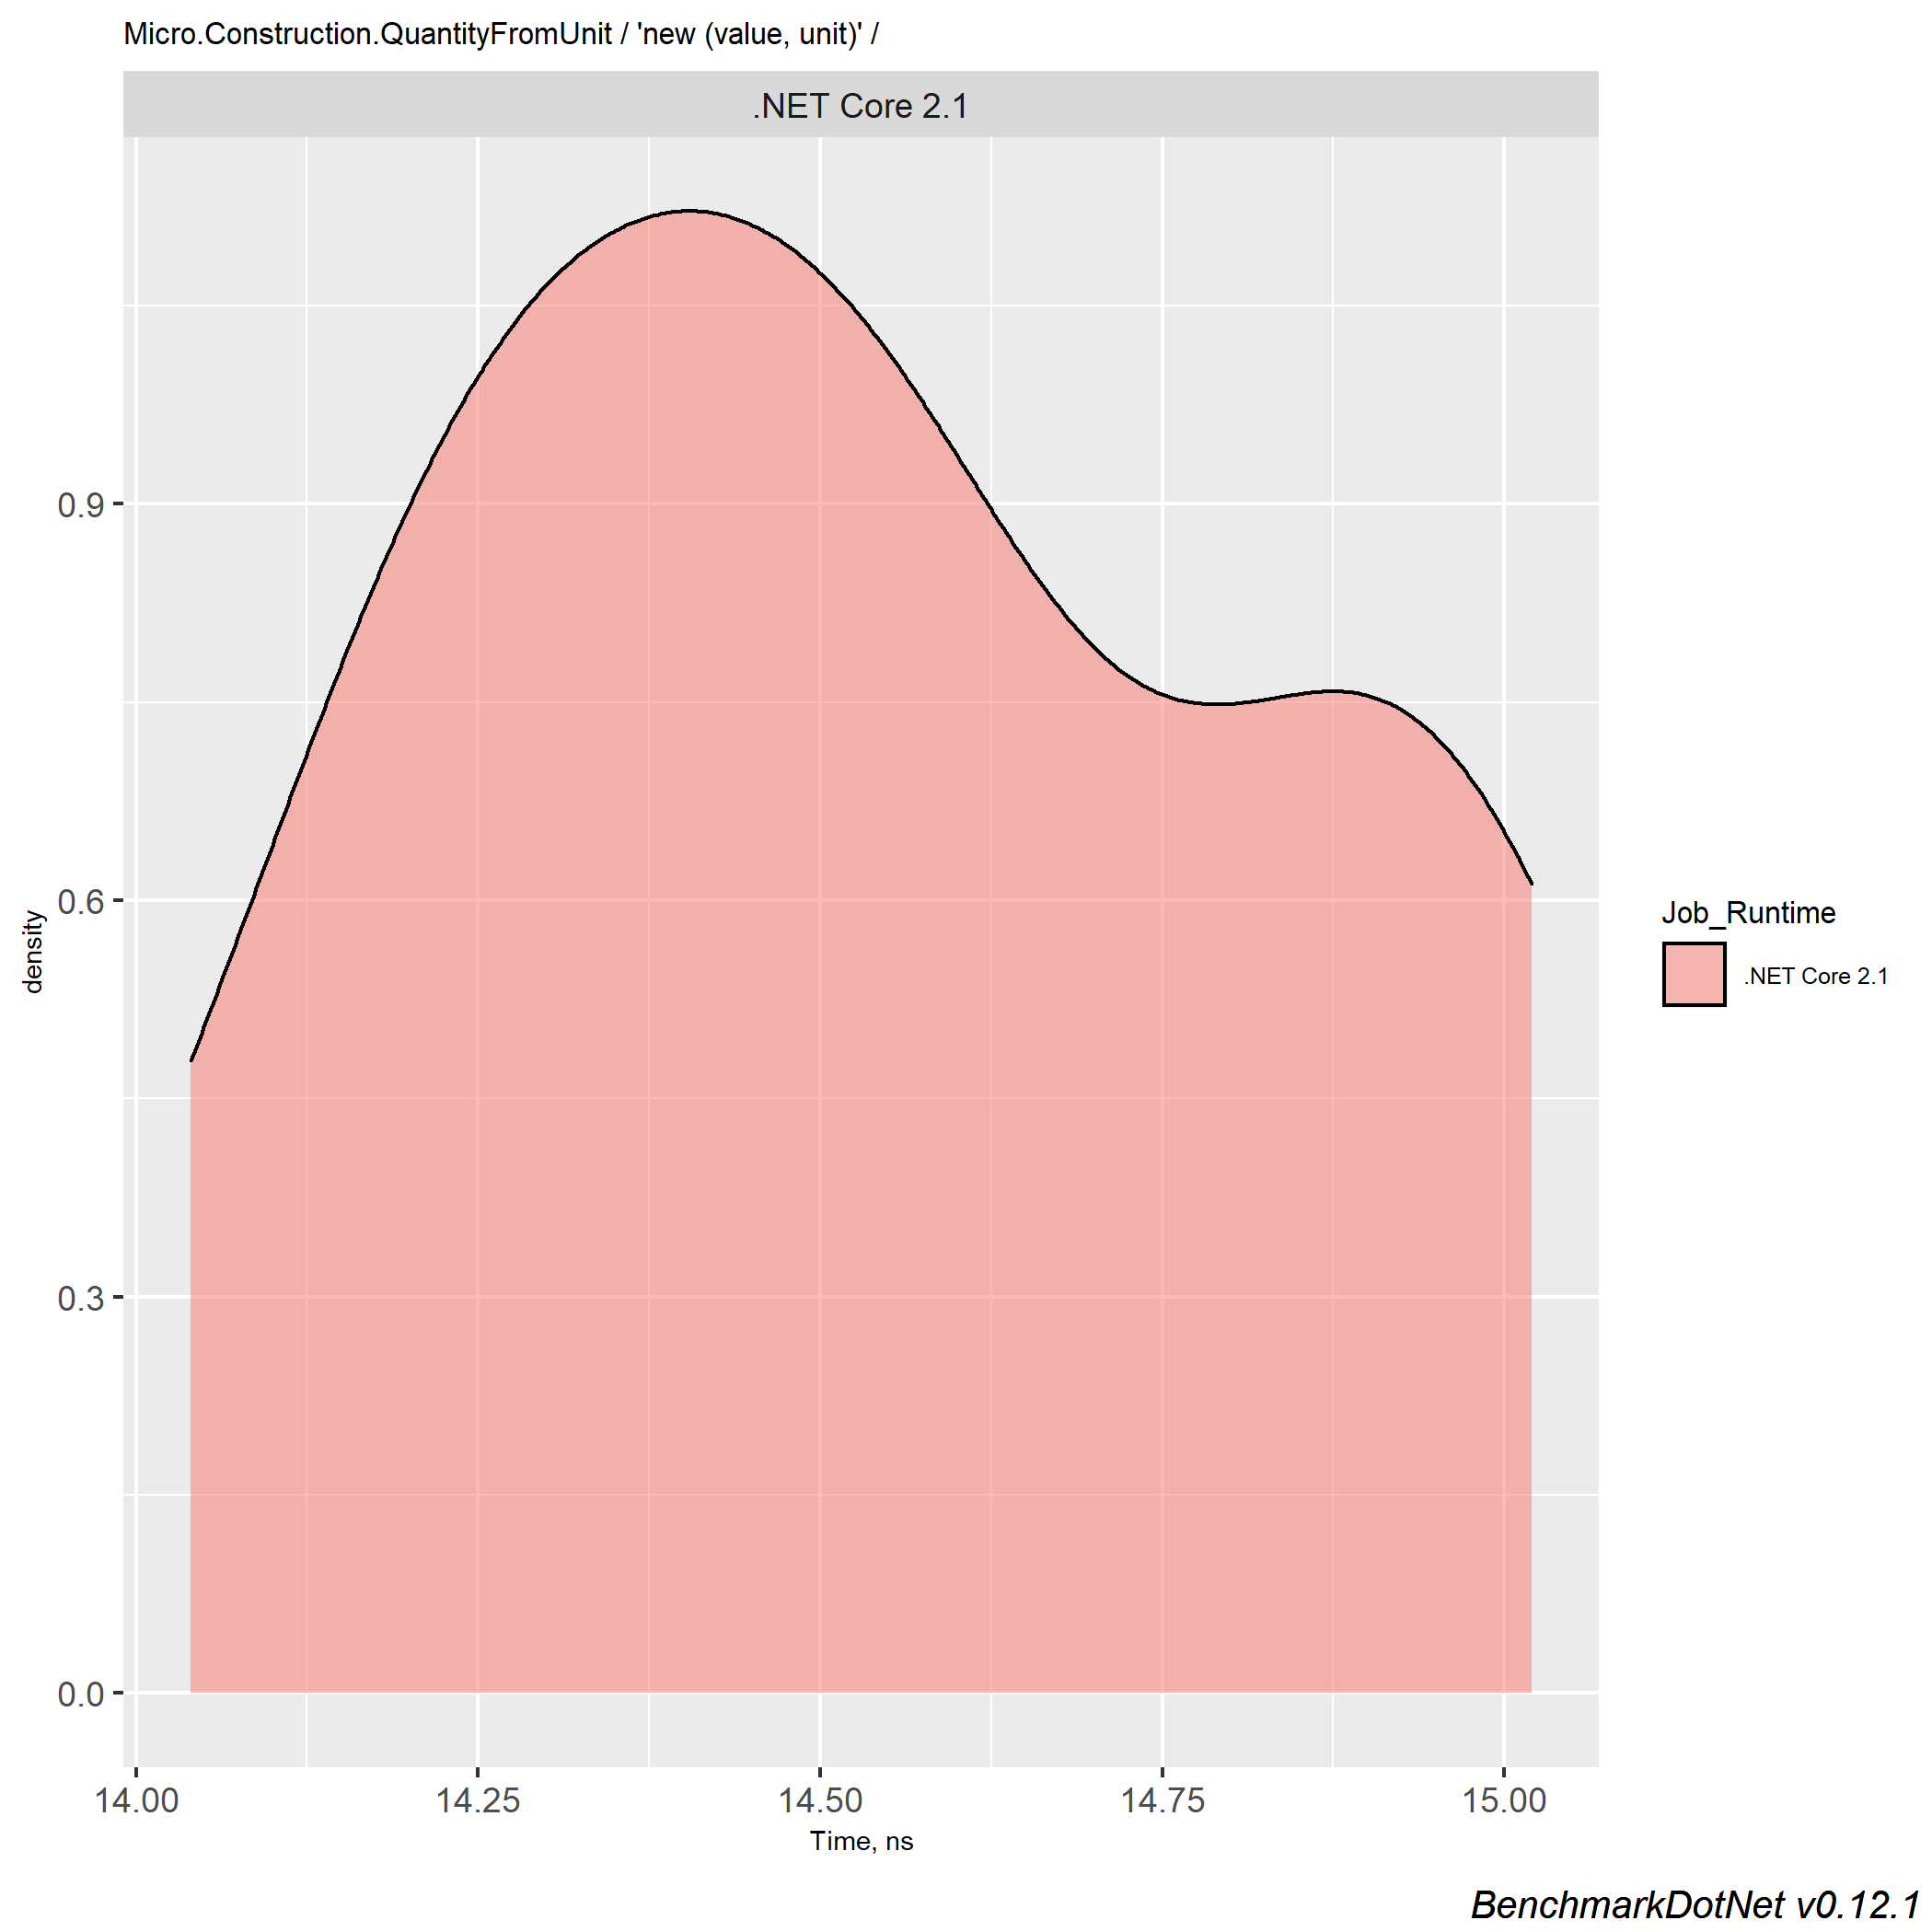 Micro.Construction.QuantityFromUnit / 'new (value, unit)' /
.NET Core 2.1
0.9
0.6
0.3
0.0
density
14.00 14.25 14.50 14.75 15.00
Time, ns
Job_Runtime
.NET Core 2.1
BenchmarkDotNet v0.12.1